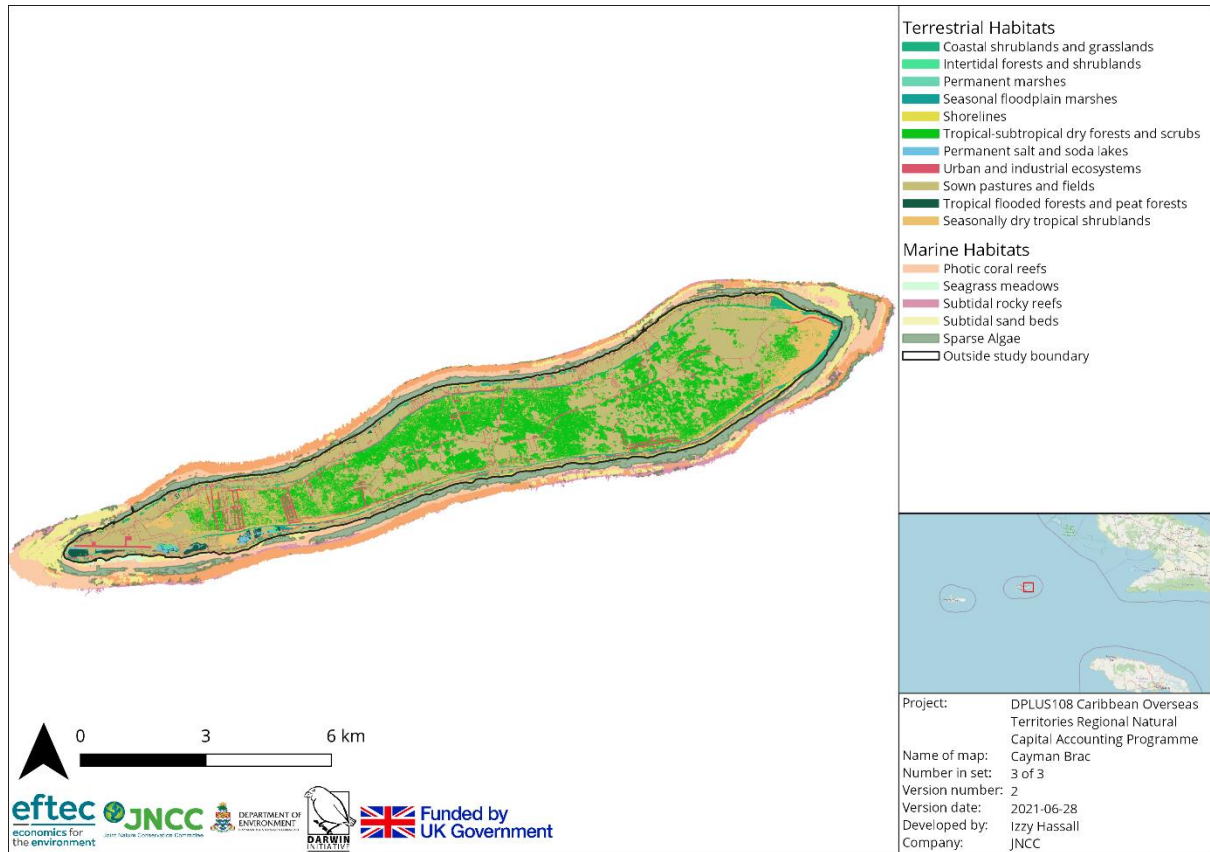 Terrestrial Habitats
Coastal shrublands and grasslands
Intertidal forests and shrublands
Permanent marshes
Seasonal floodplain marshes
Shorelines
Tropical-subtropical dry forests and scrubs
Permanent salt and soda lakes
Urban and industrial ecosystems
Sown pastures and fields
Tropical flooded forests and peat forests
Seasonally dry tropical shrublands
Marine Habitats
Photic coral reefs
Seagrass meadows
Subtidal rocky reefs
Subtidal sand beds
Sparse Algae
Outside study boundary
0 3 6 km
eftec
economics for
the environment
JNCC
Joint Nature Conservation Committee
DEPARTMENT OF
ENVIRONMENT
DARWIN
INITIATIVE
Funded by
UK Government
Project: DPLUS108 Caribbean Overseas
Territories Regional Natural
Capital Accounting Programme
Name of map: Cayman Brac
Number in set: 3 of 3
Version number: 2
Version date: 2021-06-28
Developed by: Izzy Hassall
Company: JNCC